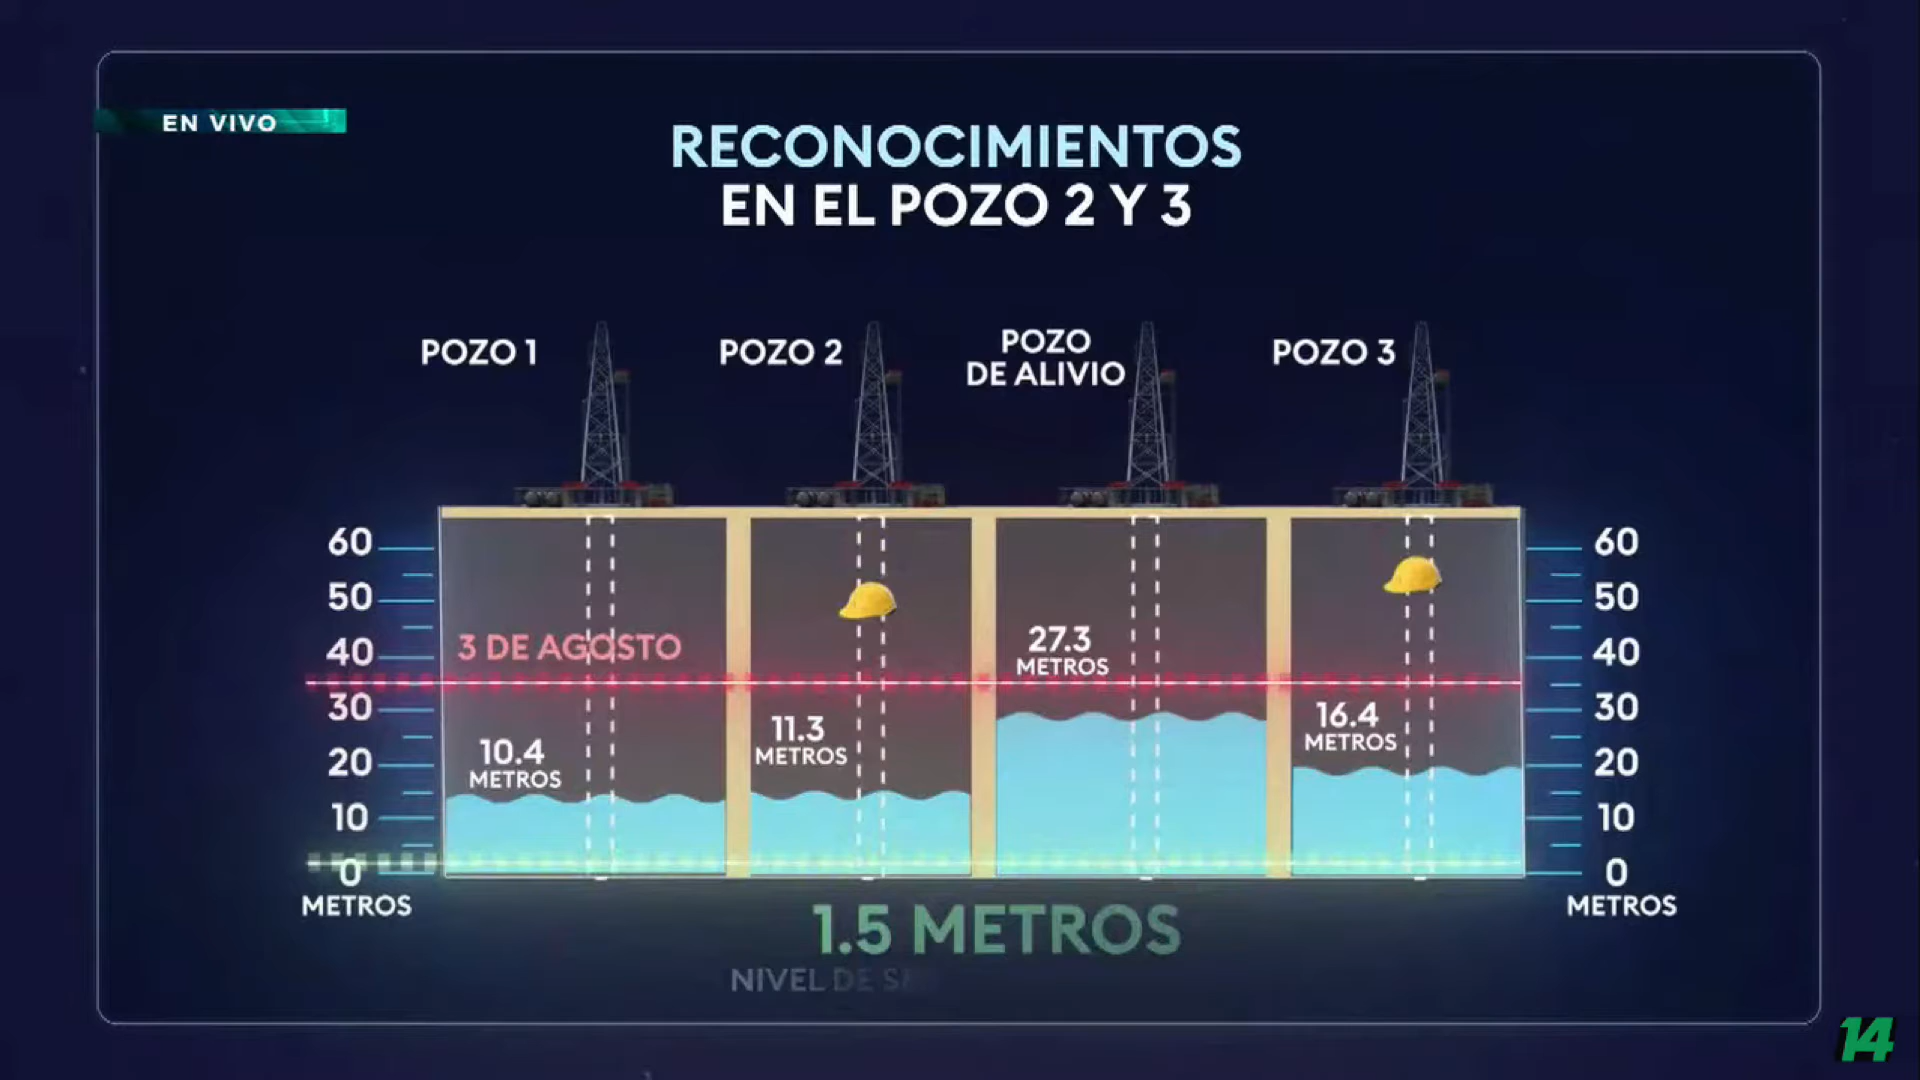 EN VIVO
RECONOCIMIENTOS
EN EL POZO 2 Y 3
POZO 1
POZO 2
POZO
DE ALIVIO
POZO 3
60
50
40
30
20
10
0
METROS
3 DE AGOSTO
10.4
METROS
11.3
METROS
27.3
METROS
16.4
METROS
60
50
40
30
20
10
0
METROS
1.5 METROS
NIVEL DE
14